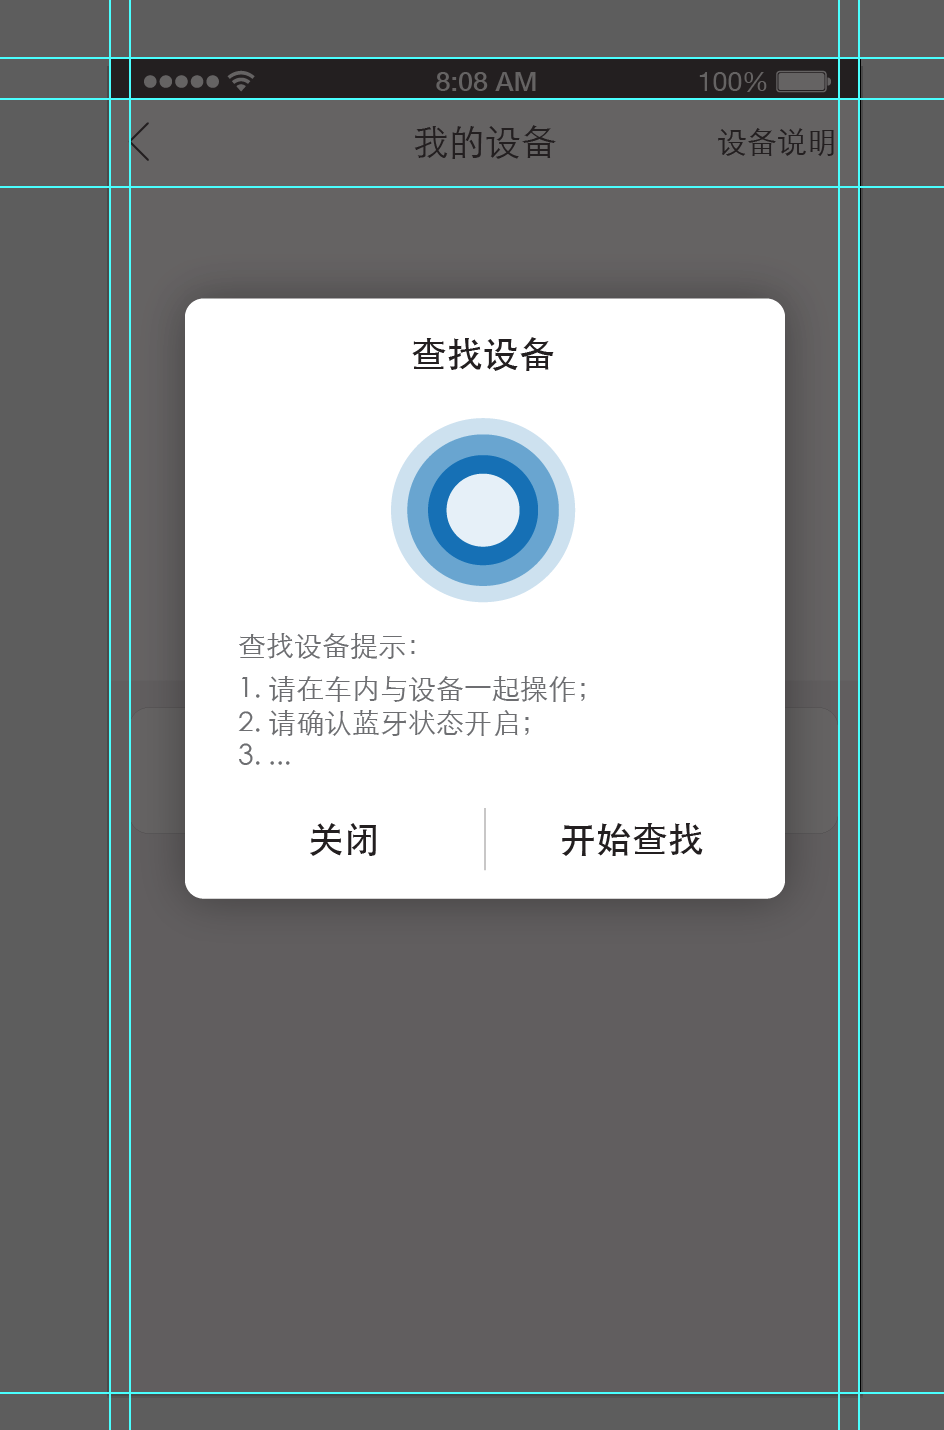 8:08 AM 100%
我的设备 设备说明
查找设备
查找设备提示：
1. 请在车内与设备一起操作；
2. 请确认蓝牙状态开启；
3. ...
关闭 开始查找